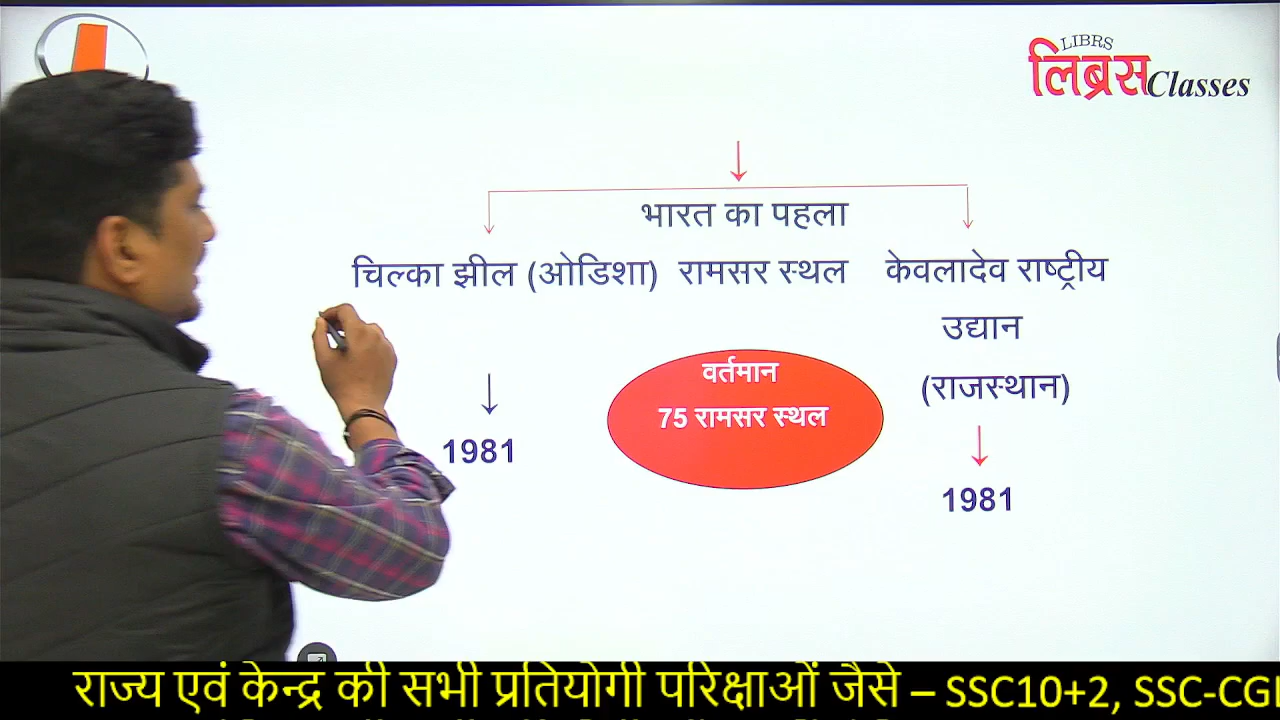 LIBRS
लिब्रस Classes
भारत का पहला
चिल्का झील (ओडिशा) रामसर स्थल केवलादेव राष्ट्रीय
उद्यान
वर्तमान
(राजस्थान)
75 रामसर स्थल
1981
1981
राज्य एवं केन्द्र की सभी प्रतियोगी परिक्षाओं जैसे – SSC10+2, SSC-CGL